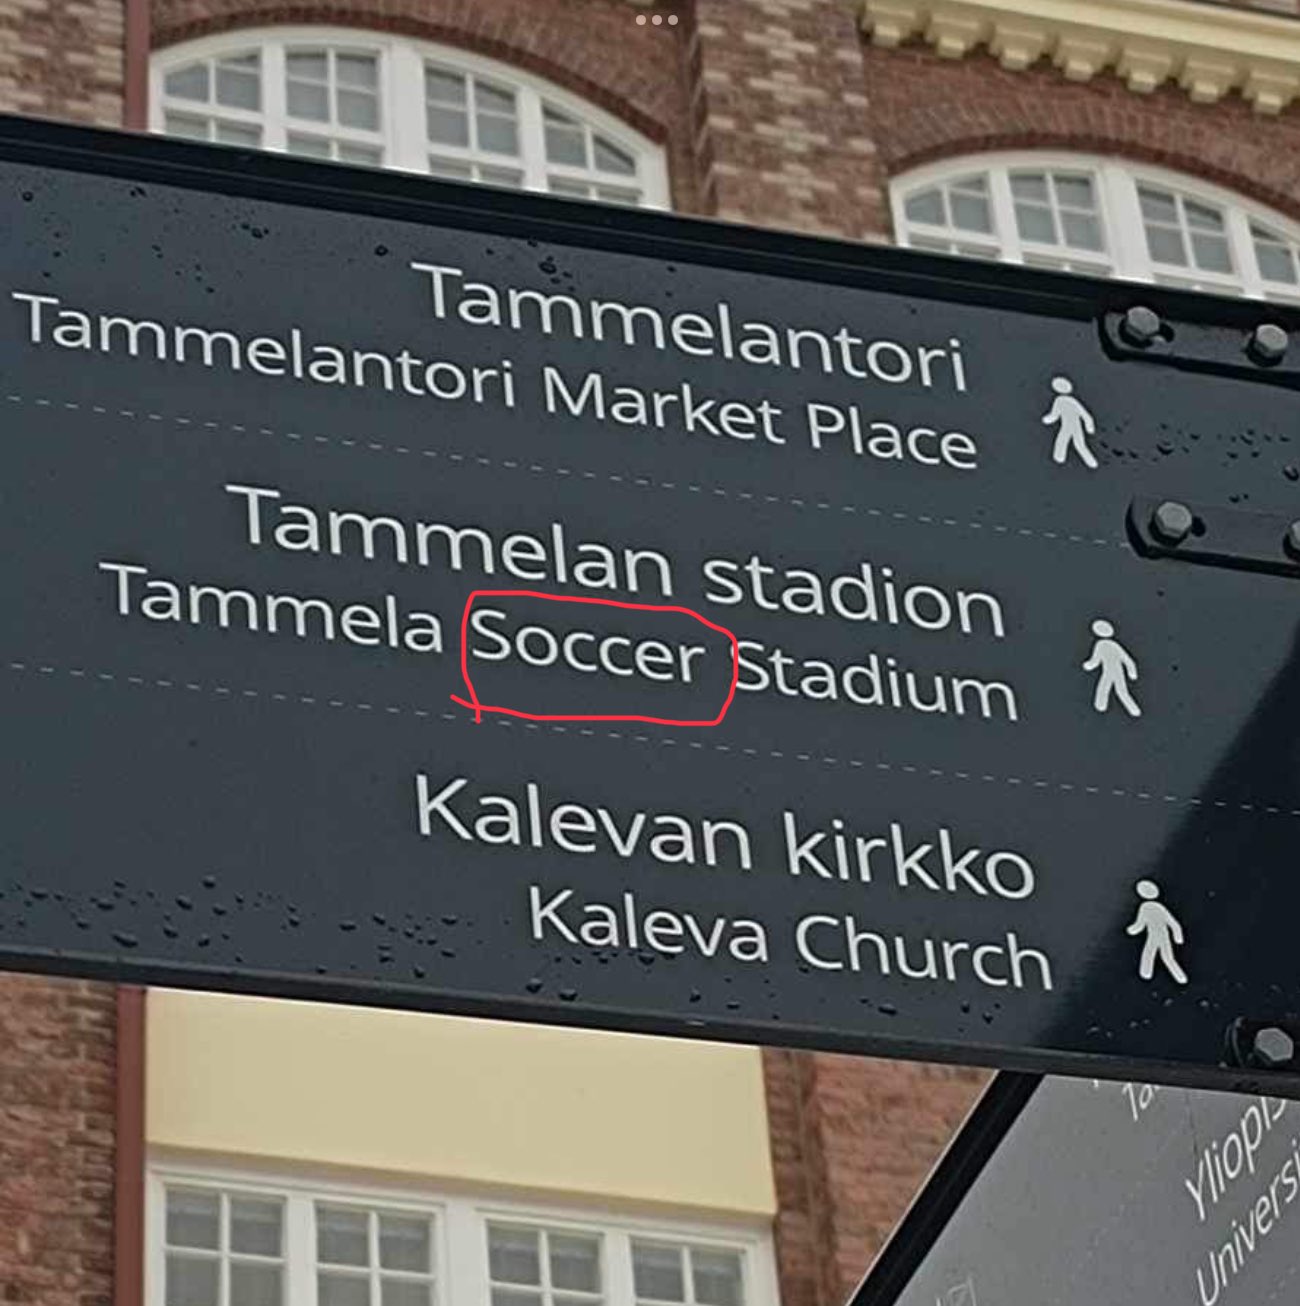 Tammelantori
Tammelantori Market Place
Tammelan stadion
Tammela Soccer Stadium
Kalevan kirkko
Kaleva Church